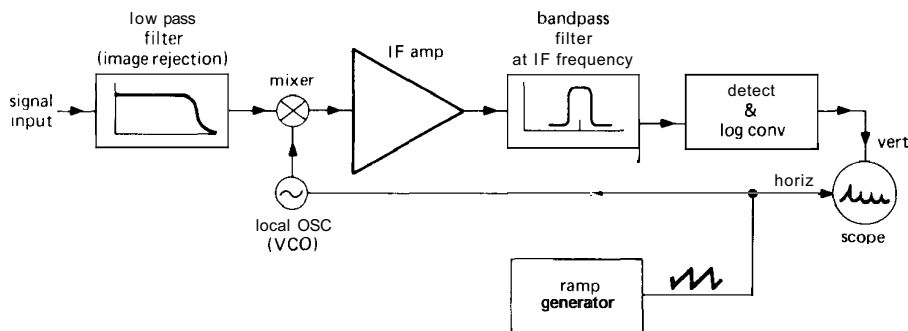 low pass
filter
(image rejection)
signal
input
mixer
local OSC
(VCO)
IF amp
bandpass
filter
at IF frequency
detect
&
log conv
vert
horiz
scope
ramp
generator